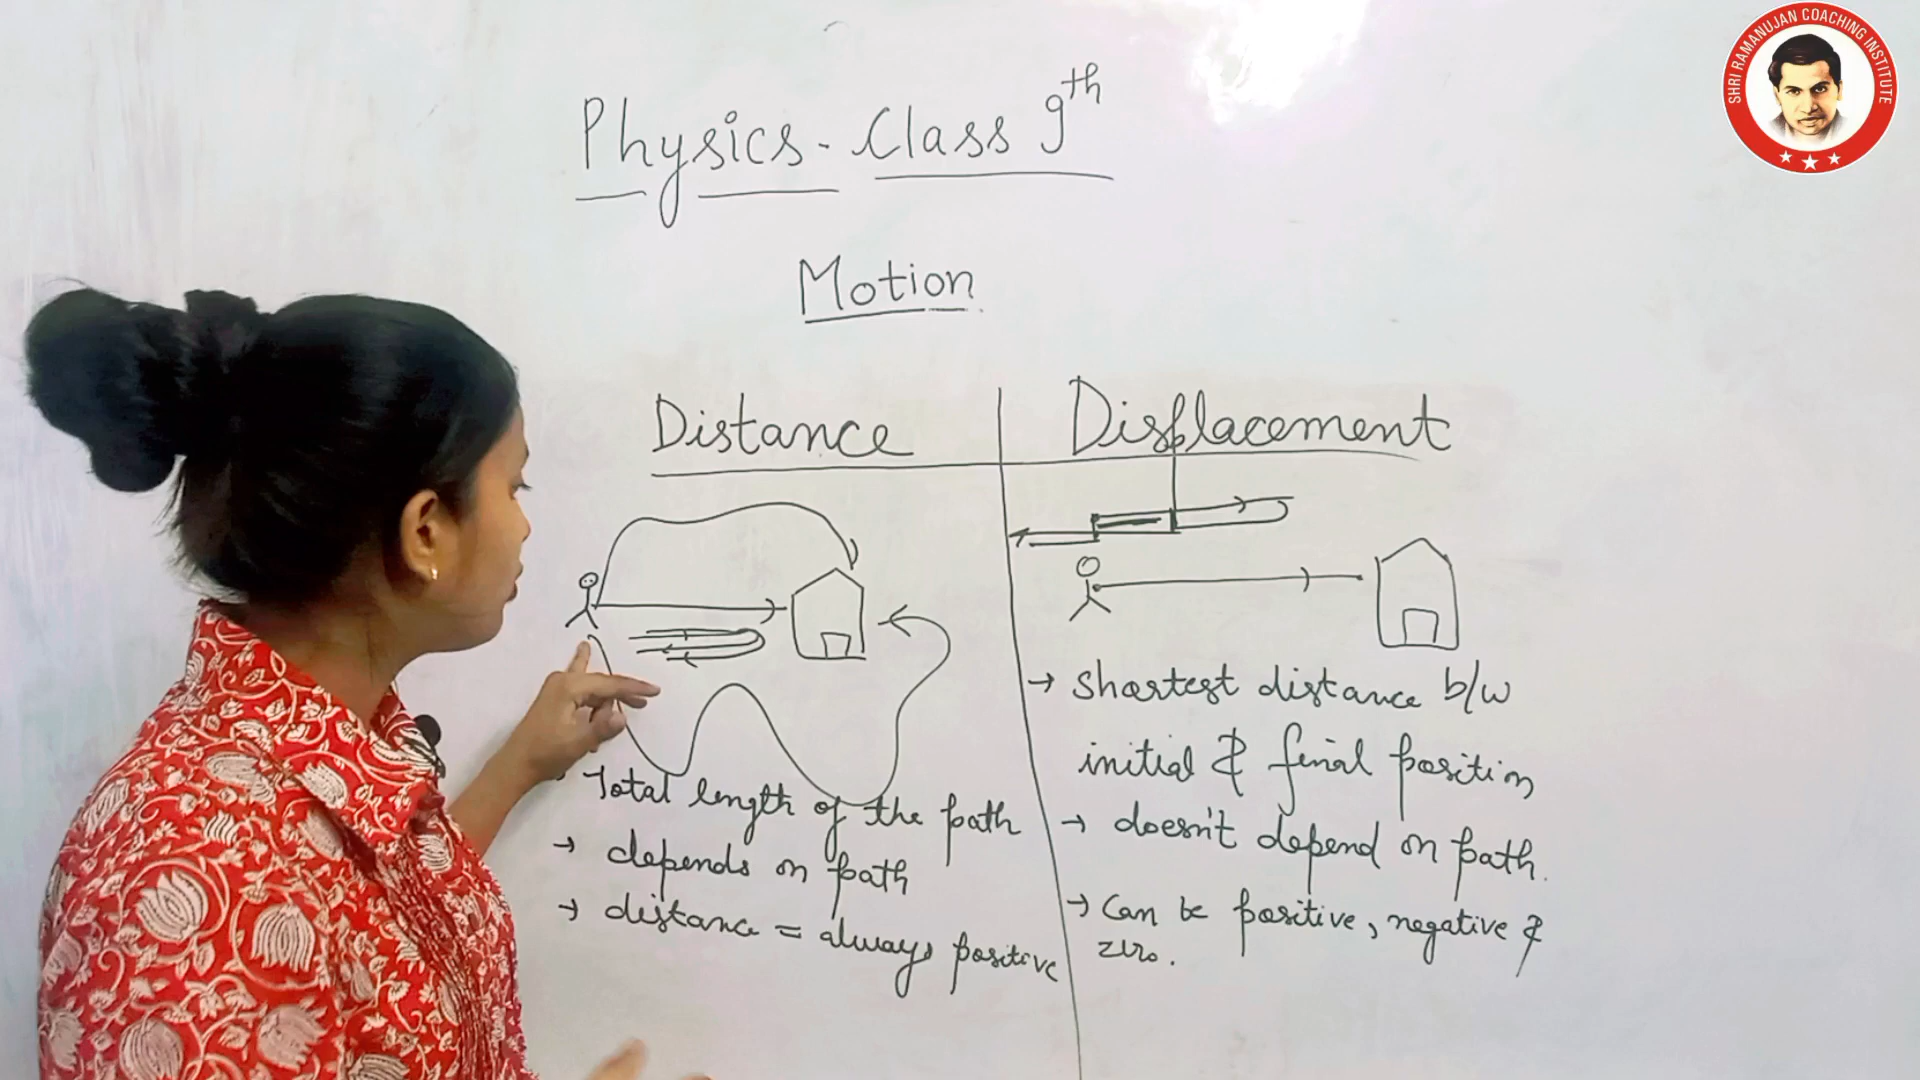 SHRI RAMANUJAN COACHING INSTITUTE
Physics - Class 9th
Motion
Distance
Total length of the path
→ depends on path
→ distance = always positive
Displacement
→ Shortest distance b/w
initial & final position
→ doesn't depend on path.
→ Can be positive, negative &
zero.